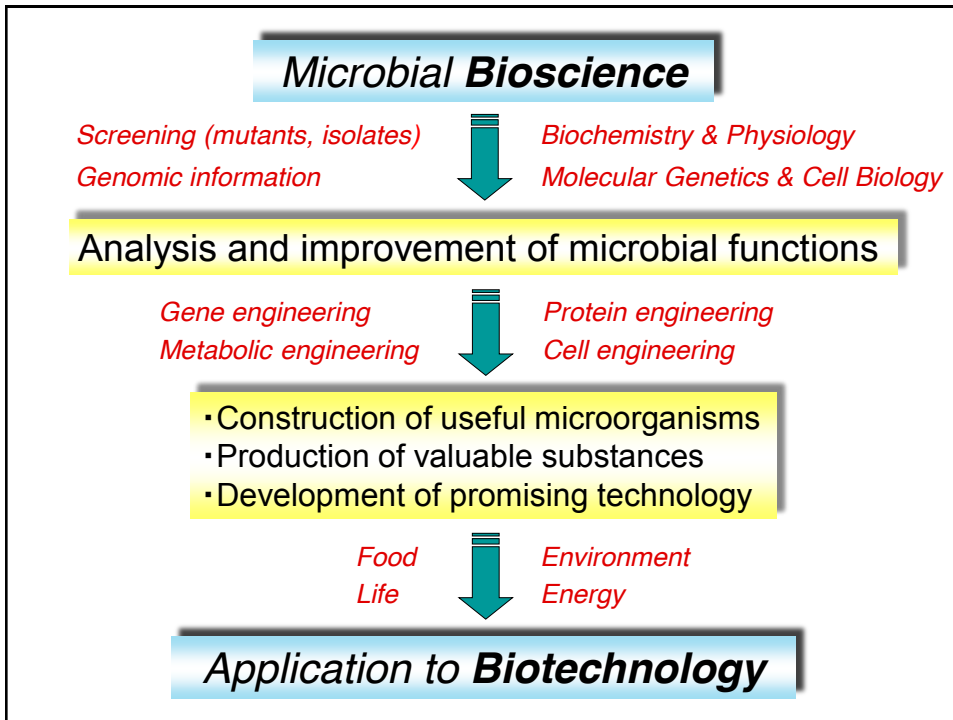 Microbial Bioscience
Screening (mutants, isolates) Biochemistry & Physiology
Genomic information Molecular Genetics & Cell Biology
Analysis and improvement of microbial functions
Gene engineering Protein engineering
Metabolic engineering Cell engineering
・Construction of useful microorganisms
・Production of valuable substances
・Development of promising technology
Food Environment
Life Energy
Application to Biotechnology